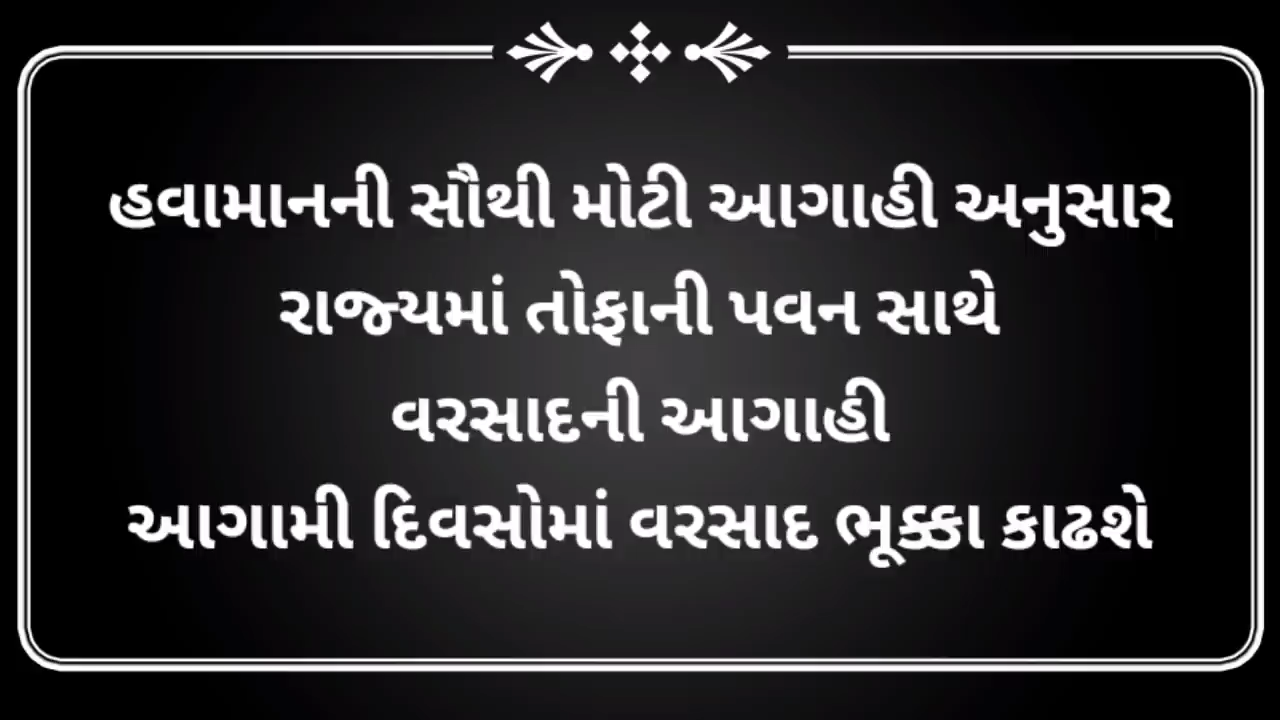 હવામાનની સૌથી મોટી આગાહી અનુસાર
રાજ્યમાં તોફાની પવન સાથે
વરસાદની આગાહી
આગામી દિવસોમાં વરસાદ ભૂક્કા કાઢશે